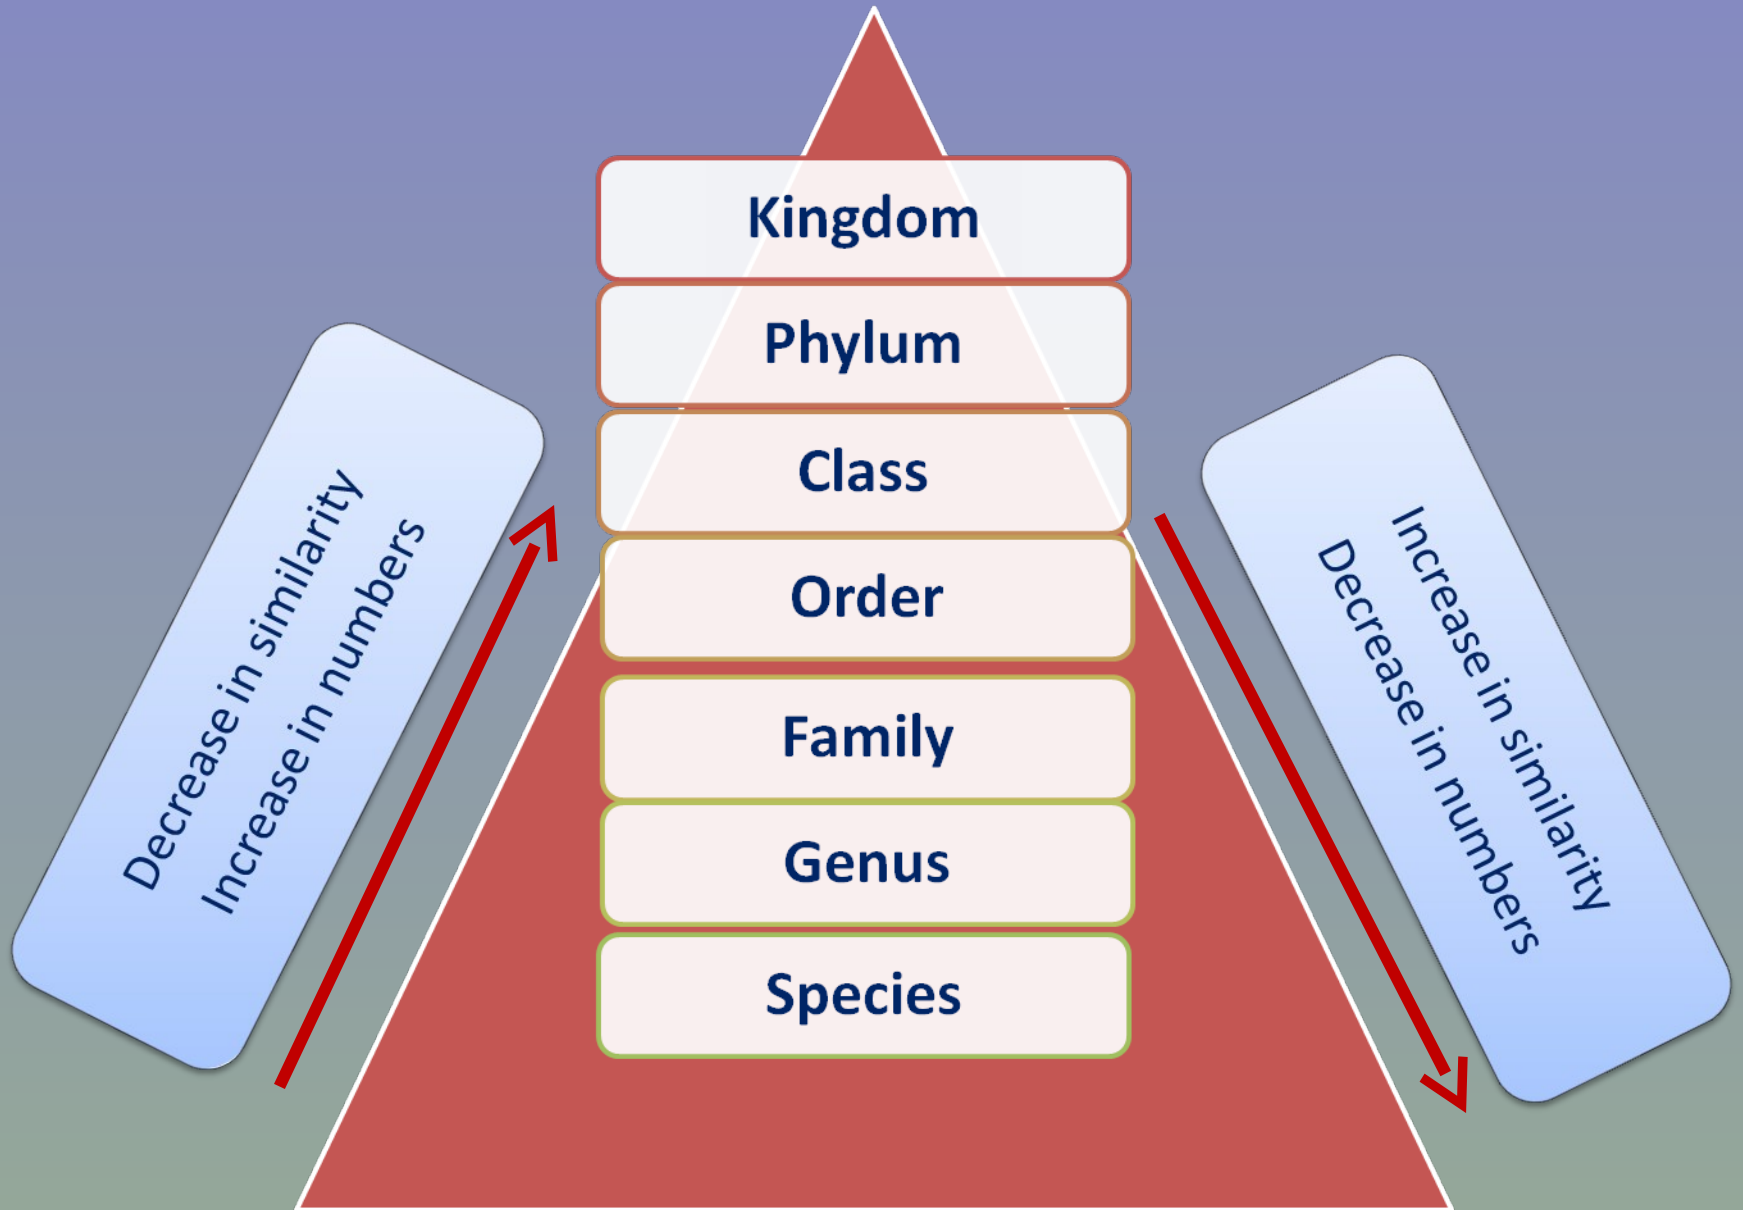 Kingdom
Phylum
Class
Order
Family
Genus
Species
Decrease in similarity
Increase in numbers
Increase in similarity
Decrease in numbers